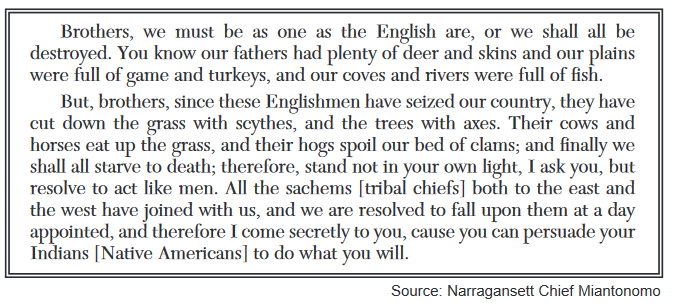 Brothers, we must be as one as the English are, or we shall all be
destroyed. You know our fathers had plenty of deer and skins and our plains
were full of game and turkeys, and our coves and rivers were full of fish.
But, brothers, since these Englishmen have seized our country, they have
cut down the grass with scythes, and the trees with axes. Their cows and
horses eat up the grass, and their hogs spoil our bed of clams; and finally we
shall all starve to death; therefore, stand not in your own light, I ask you, but
resolve to act like men. All the sachems [tribal chiefs] both to the east and
the west have joined with us, and we are resolved to fall upon them at a day
appointed, and therefore I come secretly to you, cause you can persuade your
Indians [Native Americans] to do what you will.
Source: Narragansett Chief Miantonomo